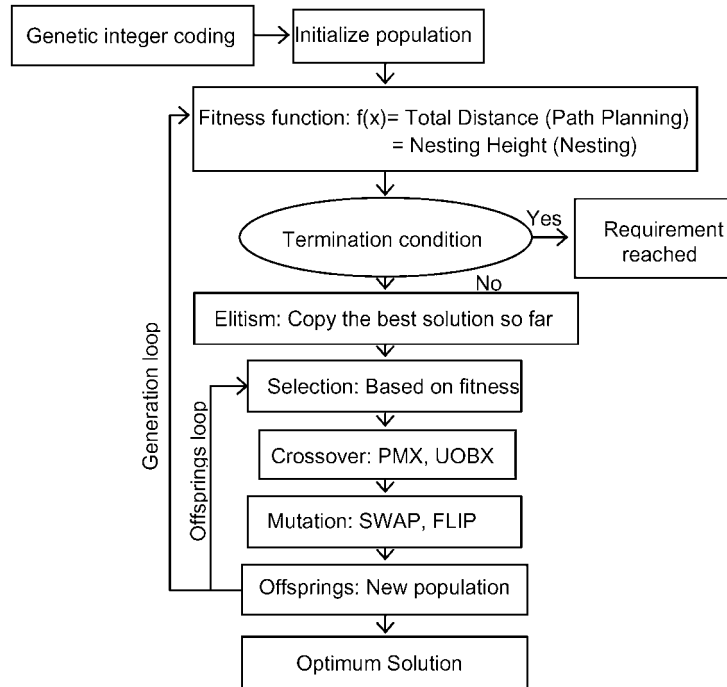 Genetic integer coding
Initialize population
Fitness function: f(x)= Total Distance (Path Planning)
= Nesting Height (Nesting)
Termination condition
Yes
Requirement
reached
No
Elitism: Copy the best solution so far
Selection: Based on fitness
Crossover: PMX, UOBX
Mutation: SWAP, FLIP
Offsprings: New population
Optimum Solution
Generation loop
Offsprings loop